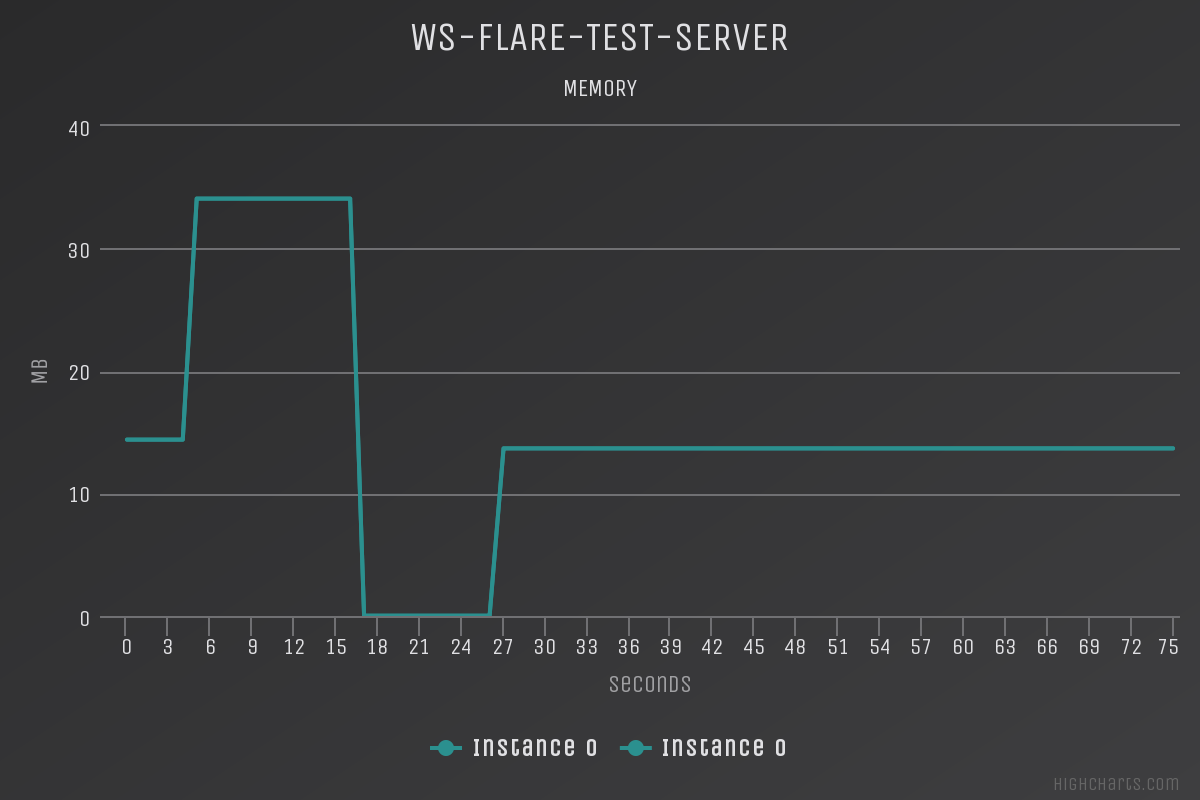 WS-FLARE-TEST-SERVER
MEMORY
MB
40
30
20
10
0
0 3 6 9 12 15 18 21 24 27 30 33 36 39 42 45 48 51 54 57 60 63 66 69 72 75
Seconds
Instance 0 Instance 0
Highcharts.com